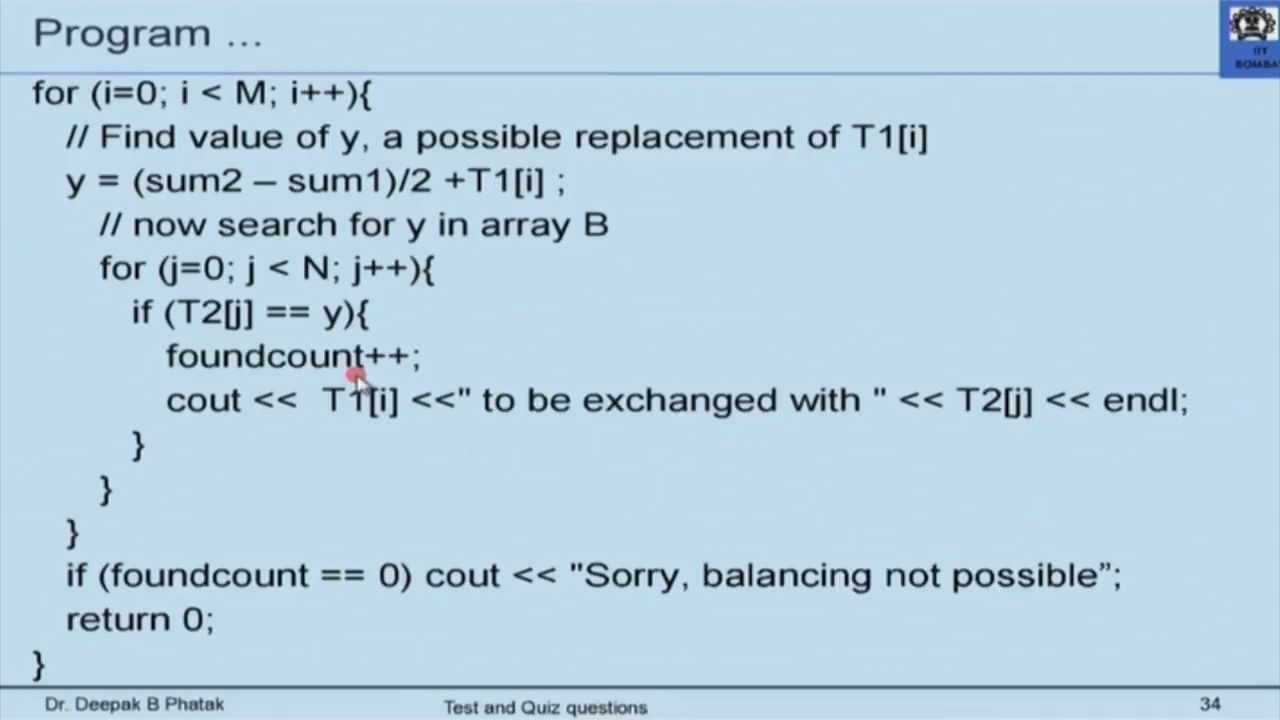 Program ...
IIT
BOMBA
for (i=0; i < M; i++){
// Find value of y, a possible replacement of T1[i]
y = (sum2 – sum1)/2 +T1[i] ;
// now search for y in array B
for (j=0; j < N; j++){
if (T2[j] == y){
foundcount++;
cout << T1[i] <<" to be exchanged with " << T2[j] << endl;
}
}
}
if (foundcount == 0) cout << "Sorry, balancing not possible”;
return 0;
}
Dr. Deepak B Phatak
Test and Quiz questions
34